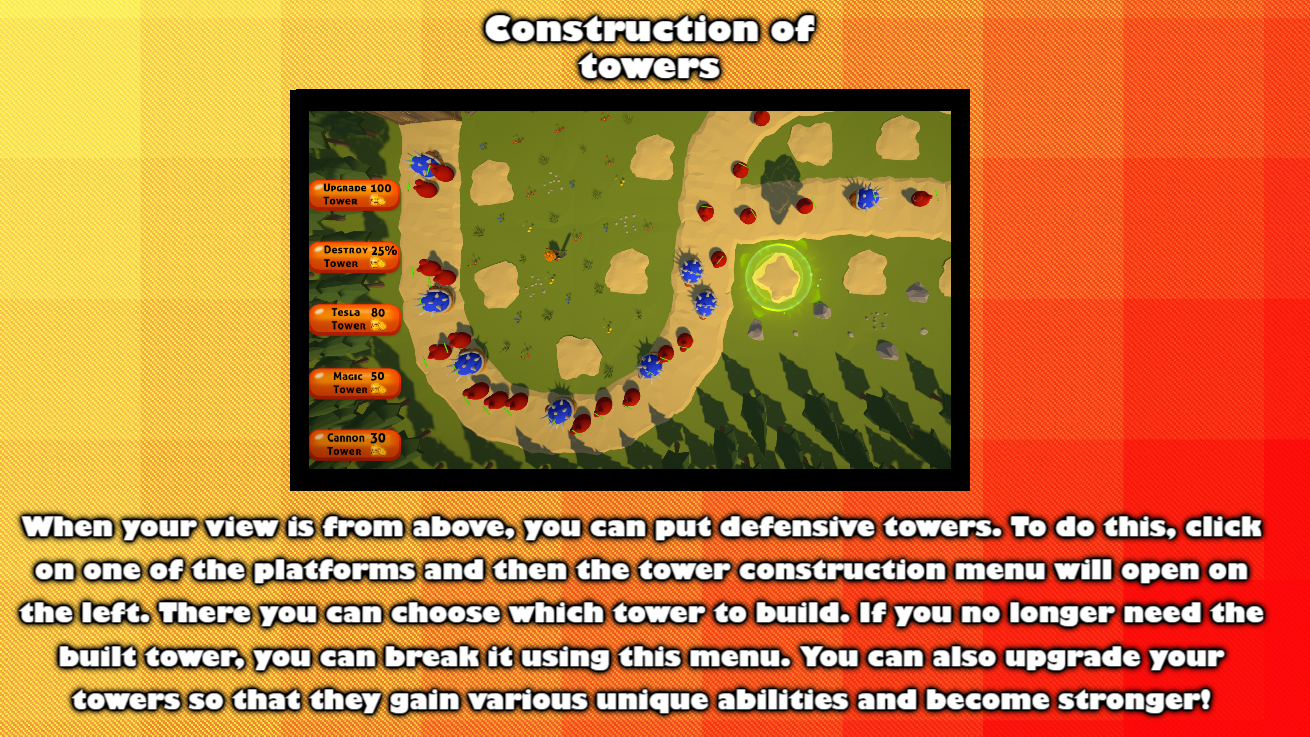 Construction of
towers
Upgrade 100
Tower
Destroy 25%
Tower
Tesla 80
Tower
Magic 50
Tower
Cannon 30
Tower
When your view is from above, you can put defensive towers. To do this, click
on one of the platforms and then the tower construction menu will open on
the left. There you can choose which tower to build. If you no longer need the
built tower, you can break it using this menu. You can also upgrade your
towers so that they gain various unique abilities and become stronger!